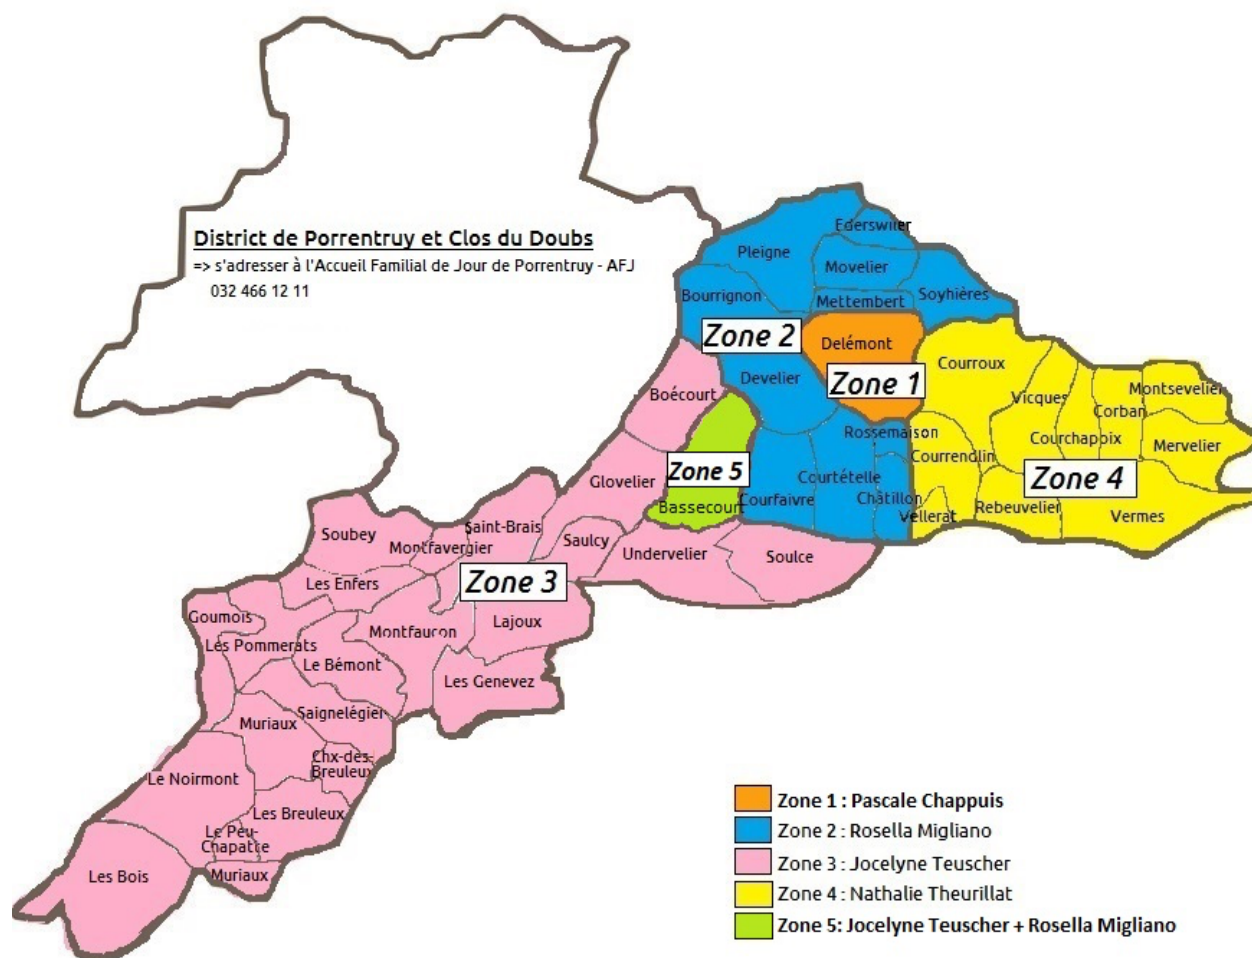 District de Porrentruy et Clos du Doubs
=> s'adresser à l'Accueil Familial de Jour de Porrentruy - AFJ
032 466 12 11
Ederswiler
Pleigne
Movelier
Bourrignon
Mettembert
Soyhières
Zone 2
Delémont
Zone 1
Develier
Courroux
Boécourt
Vicques
Montsevelier
Corban
Rossemaison
Courchapoix
Mervelier
Courrendlin
Zone 5
Glovelier
Courtételle
Zone 4
Bassecourt
Courfaivre
Châtillon
Vellerat
Rebeuvelier
Vermes
Saint-Brais
Soubey
Montfavergier
Saulcy
Undervelier
Soulce
Les Enfers
Zone 3
Goumois
Montfaucon
Lajoux
Les Pommerats
Le Bémont
Les Genevez
Saignelégier
Muriaux
Chx-des-
Breuleux
Le Noirmont
Les Breuleux
Le Peu-
Chapatte
Les Bois
Muriaux
Zone 1 : Pascale Chappuis
Zone 2 : Rosella Migliano
Zone 3 : Jocelyne Teuscher
Zone 4 : Nathalie Theurillat
Zone 5: Jocelyne Teuscher + Rosella Migliano